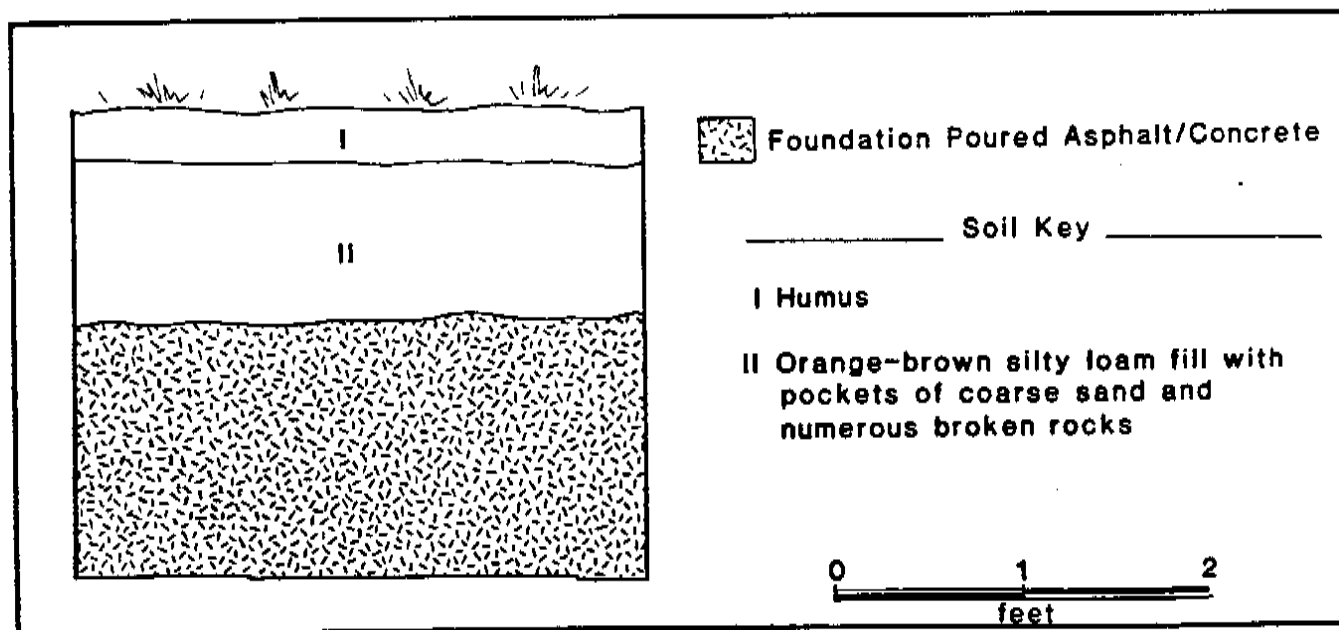 I
II
Foundation Poured Asphalt/Concrete
Soil Key
I Humus
II Orange-brown silty loam fill with
pockets of coarse sand and
numerous broken rocks
0 1 2
feet